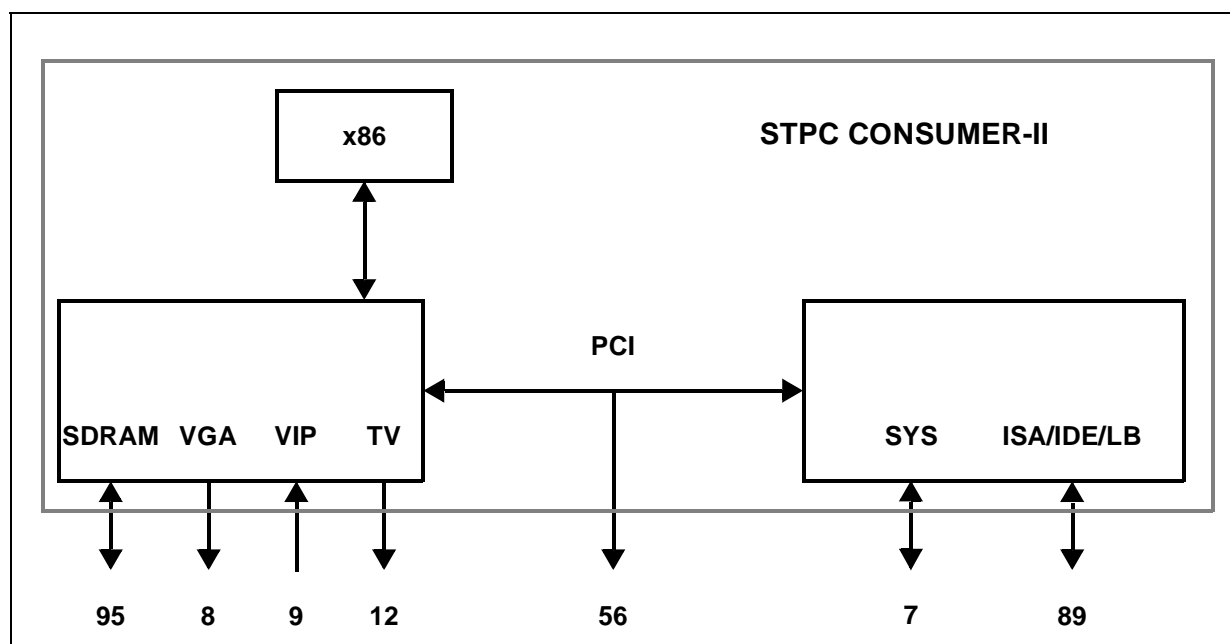 x86
STPC CONSUMER-II
PCI
SDRAM VGA VIP TV
SYS ISA/IDE/LB
95 8 9 12 56 7 89